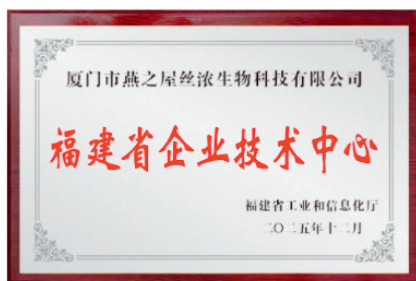 厦门市燕之屋丝浓生物科技有限公司
福建省企业技术中心
福建省工业和信息化厅
二〇二五年十二月